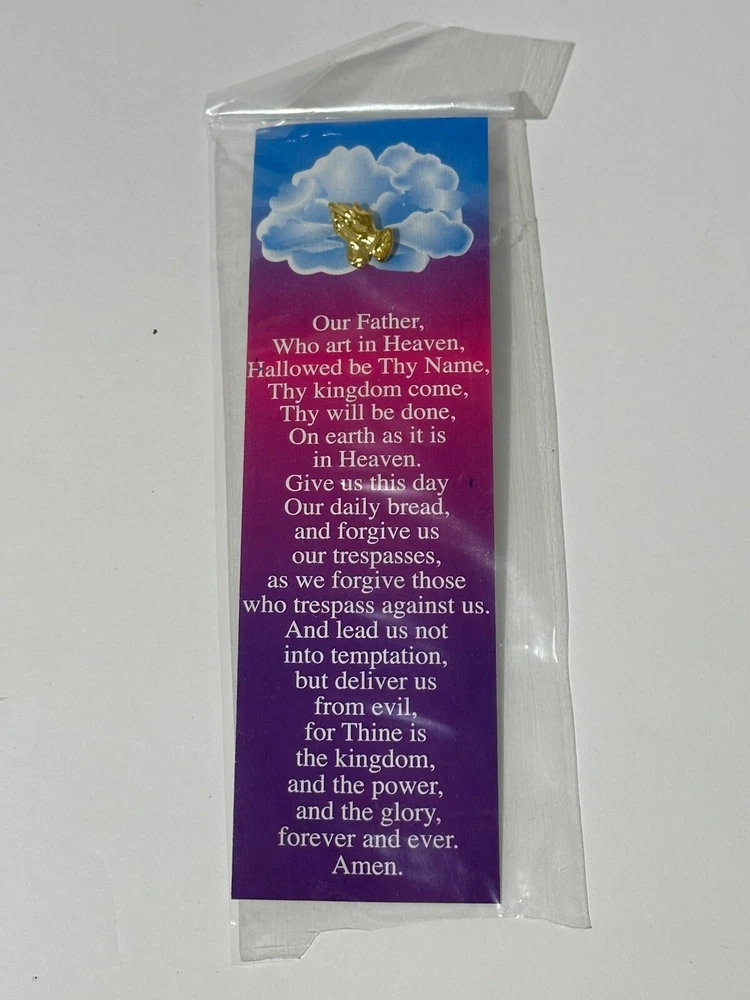 Our Father,
Who art in Heaven,
Hallowed be Thy Name,
Thy kingdom come,
Thy will be done,
On earth as it is
in Heaven.
Give us this day
Our daily bread,
and forgive us
our trespasses,
as we forgive those
who trespass against us.
And lead us not
into temptation,
but deliver us
from evil,
for Thine is
the kingdom,
and the power,
and the glory,
forever and ever.
Amen.